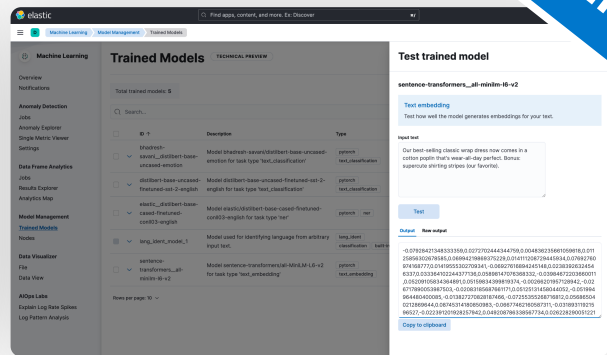 elastic
Find apps, content, and more. Ex: Discover
D
Machine Learning
Model Management
Trained Models
Machine Learning
Overview
Notifications
Anomaly Detection
Jobs
Anomaly Explorer
Single Metric Viewer
Settings
Data Frame Analytics
Jobs
Results Explorer
Analytics Map
Model Management
Trained Models
Nodes
Data Visualizer
File
Data View
AIOps Labs
Explain Log Rate Spikes
Log Pattern Analysis
Trained Models
TECHNICAL PREVIEW
Total trained models: 5
Search...
ID ↑ Description Type
bhadresh-
savani__distilbert-base-
uncased-emotion
Model bhadresh-savani/distilbert-base-uncased-
emotion for task type 'text_classification'
pytorch
text_classification
distilbert-base-uncased-
finetuned-sst-2-english
Model distilbert-base-uncased-finetuned-sst-2-
english for task type 'text_classification'
pytorch
text_classification
elastic__distilbert-base-
cased-finetuned-
conll03-english
Model elastic/distilbert-base-cased-finetuned-
conll03-english for task type 'ner'
pytorch ner
lang_ident_model_1
Model used for identifying language from arbitrary
input text.
lang_ident
classification
sentence-
transformers__all-
minilm-l6-v2
Model sentence-transformers/all-MiniLM-L6-v2
for task type 'text_embedding'
pytorch
text_embedding
Rows per page: 10
Test trained model
sentence-transformers__all-minilm-l6-v2
Text embedding
Test how well the model generates embeddings for your text.
Input text
Our best-selling classic wrap dress now comes in a
cotton poplin that's wear-all-day perfect. Bonus:
supercute shirting stripes (our favorite).
Test
Output Raw output
Copy to clipboard